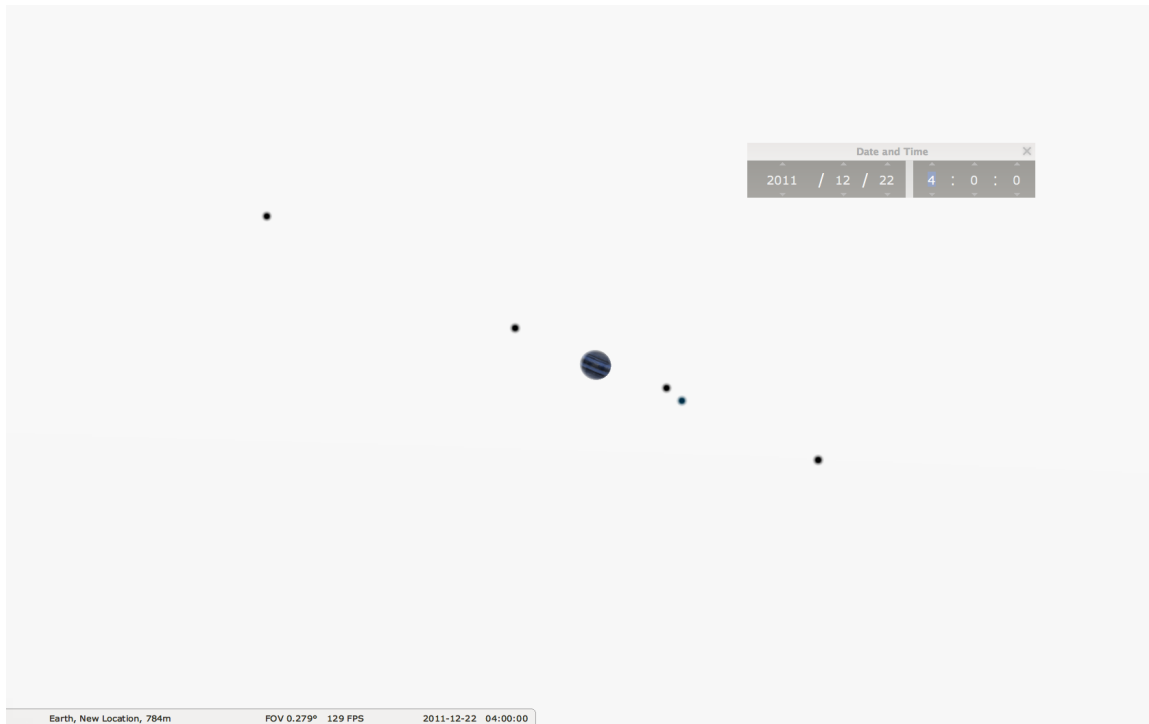 Date and Time
2011 / 12 / 22 4 : 0 : 0
Earth, New Location, 784m FOV 0.279° 129 FPS 2011-12-22 04:00:00